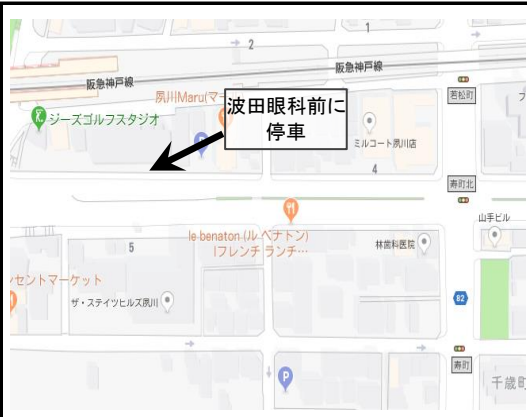 1
2
阪急神戸線
阪急神戸線
夙川Maru(マー
波田眼科前に
停車
若松町
ジーズゴルフスタジオ
P
ミルコート夙川店
4
寿町北
山手ビル
le benaton (ル ベナトン)
フレンチ ランチ…
5
林歯科医院
セントマーケット
ザ・ステイツヒルズ夙川
82
寿町
P
千歳町